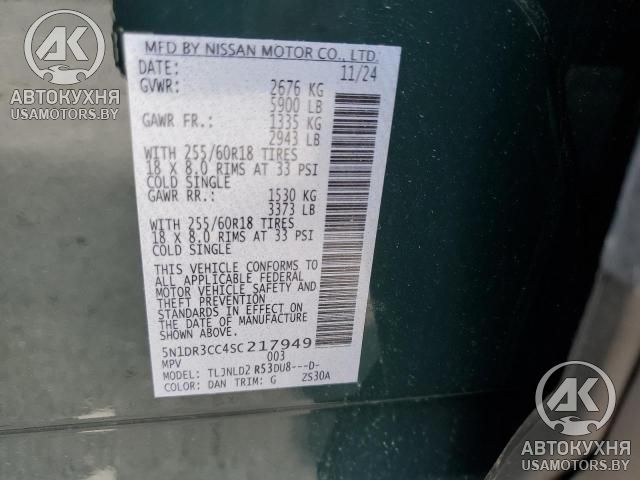 AK
АВТОКУХНЯ
USAMOTORS.BY
MFD BY NISSAN MOTOR CO., LTD.
DATE: 11/24
GVWR: 2676 KG
5900 LB
GAWR FR.: 1335 KG
2943 LB
WITH 255/60R18 TIRES
18 X 8.0 RIMS AT 33 PSI
COLD SINGLE
GAWR RR.: 1530 KG
3373 LB
WITH 255/60R18 TIRES
18 X 8.0 RIMS AT 33 PSI
COLD SINGLE
THIS VEHICLE CONFORMS TO
ALL APPLICABLE FEDERAL
MOTOR VEHICLE SAFETY AND
THEFT PREVENTION
STANDARDS IN EFFECT ON
THE DATE OF MANUFACTURE
SHOWN ABOVE.
5N1DR3CC4SC217949
MPV 003
MODEL: TLJNLD2 R53DU8---D-
COLOR: DAN TRIM: G ZS30A
AK
АВТОКУХНЯ
USAMOTORS.BY